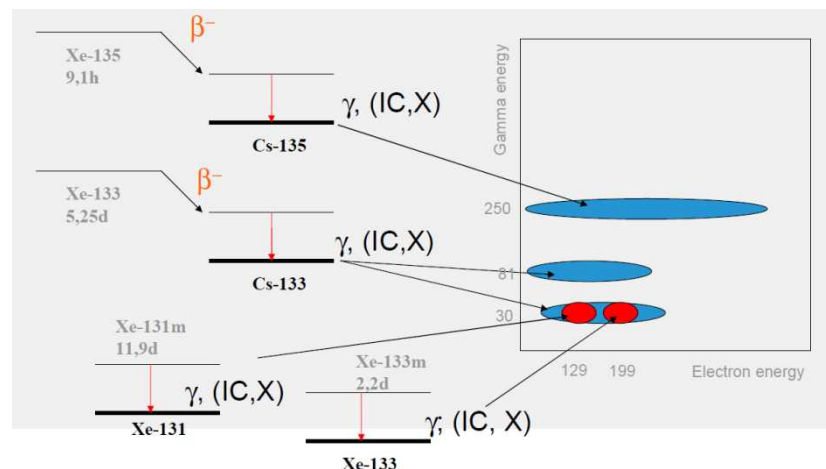 β⁻
Xe-135
9,1h
γ, (IC,X)
Cs-135
β⁻
Xe-133
5,25d
γ, (IC,X)
Cs-133
Xe-131m
11,9d
γ, (IC,X)
Xe-131
Xe-133m
2,2d
γ; (IC, X)
Xe-133
Gamma energy
250
81
30
129 199 Electron energy